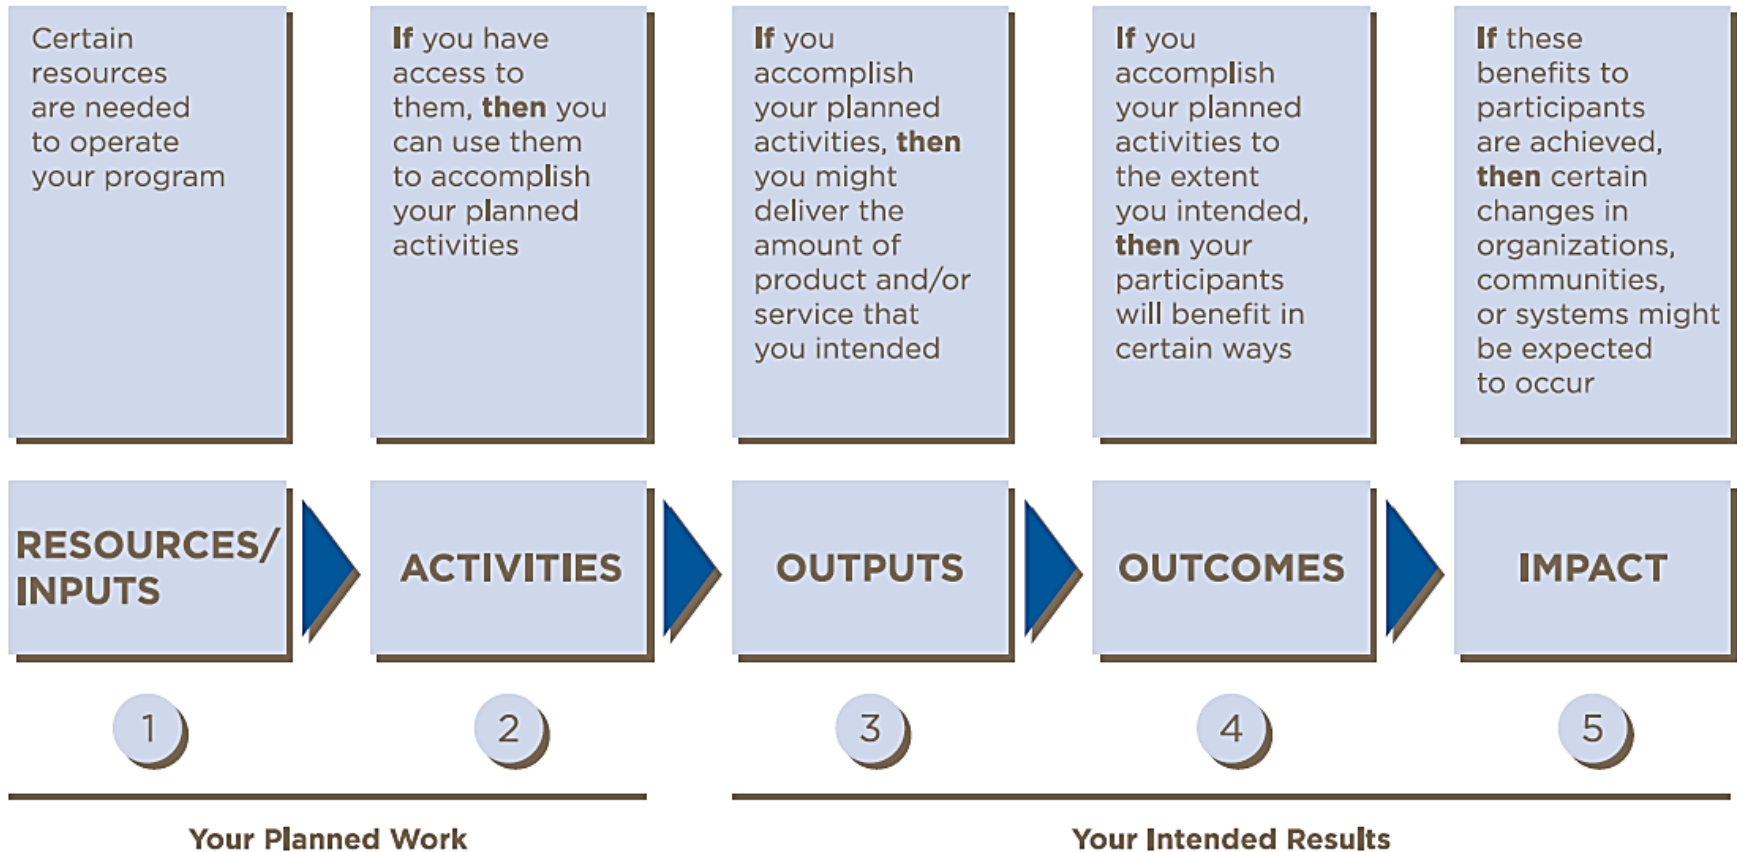 Certain
resources
are needed
to operate
your program
If you have
access to
them, then you
can use them
to accomplish
your planned
activities
If you
accomplish
your planned
activities, then
you might
deliver the
amount of
product and/or
service that
you intended
If you
accomplish
your planned
activities to
the extent
you intended,
then your
participants
will benefit in
certain ways
If these
benefits to
participants
are achieved,
then certain
changes in
organizations,
communities,
or systems might
be expected
to occur
RESOURCES/
INPUTS
ACTIVITIES
OUTPUTS
OUTCOMES
IMPACT
1
2
3
4
5
Your Planned Work
Your Intended Results